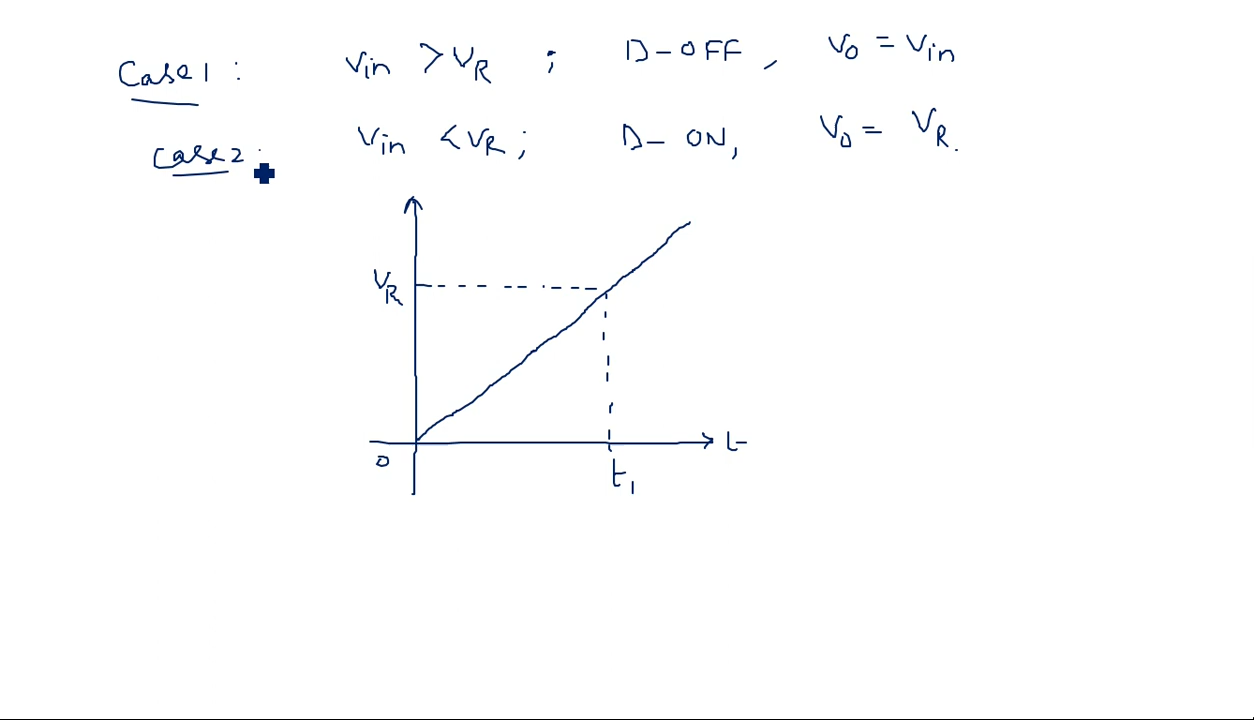 Case 1 : Vin > VR ; D-OFF, Vo = Vin
Case 2 : Vin < VR ; D-ON, Vo = VR.
VR
0
t
t1